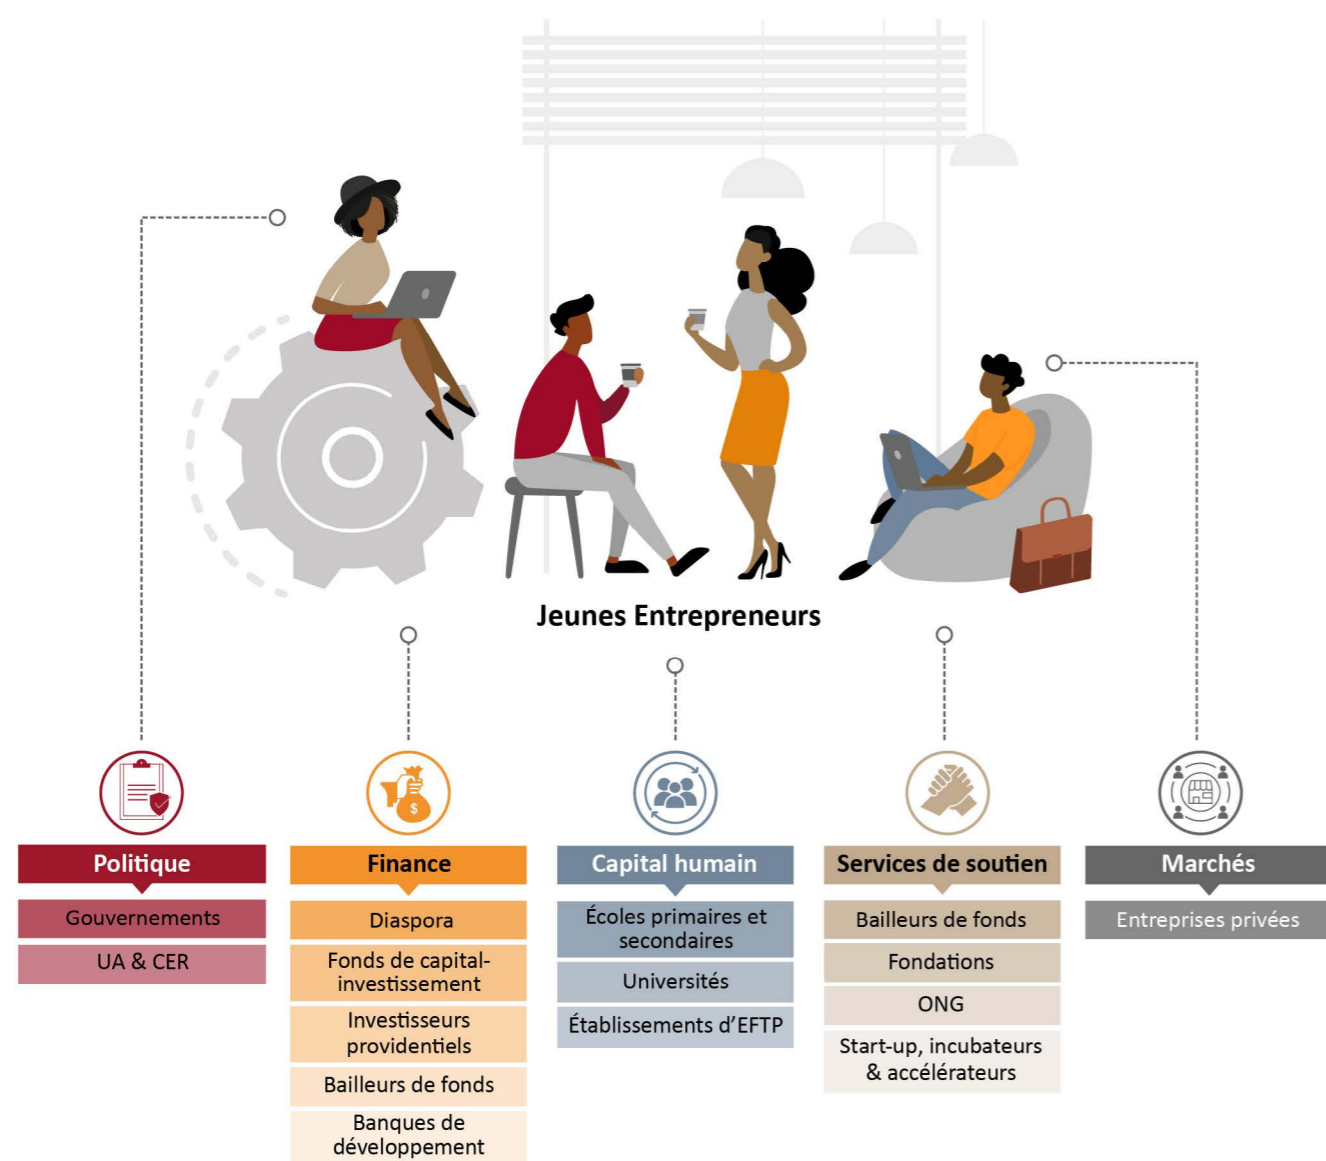 Jeunes Entrepreneurs
Politique
Gouvernements
UA & CER
Finance
Diaspora
Fonds de capital-
investissement
Investisseurs
providentiels
Bailleurs de fonds
Banques de
développement
Capital humain
Écoles primaires et
secondaires
Universités
Établissements d’EFTP
Services de soutien
Bailleurs de fonds
Fondations
ONG
Start-up, incubateurs
& accélérateurs
Marchés
Entreprises privées